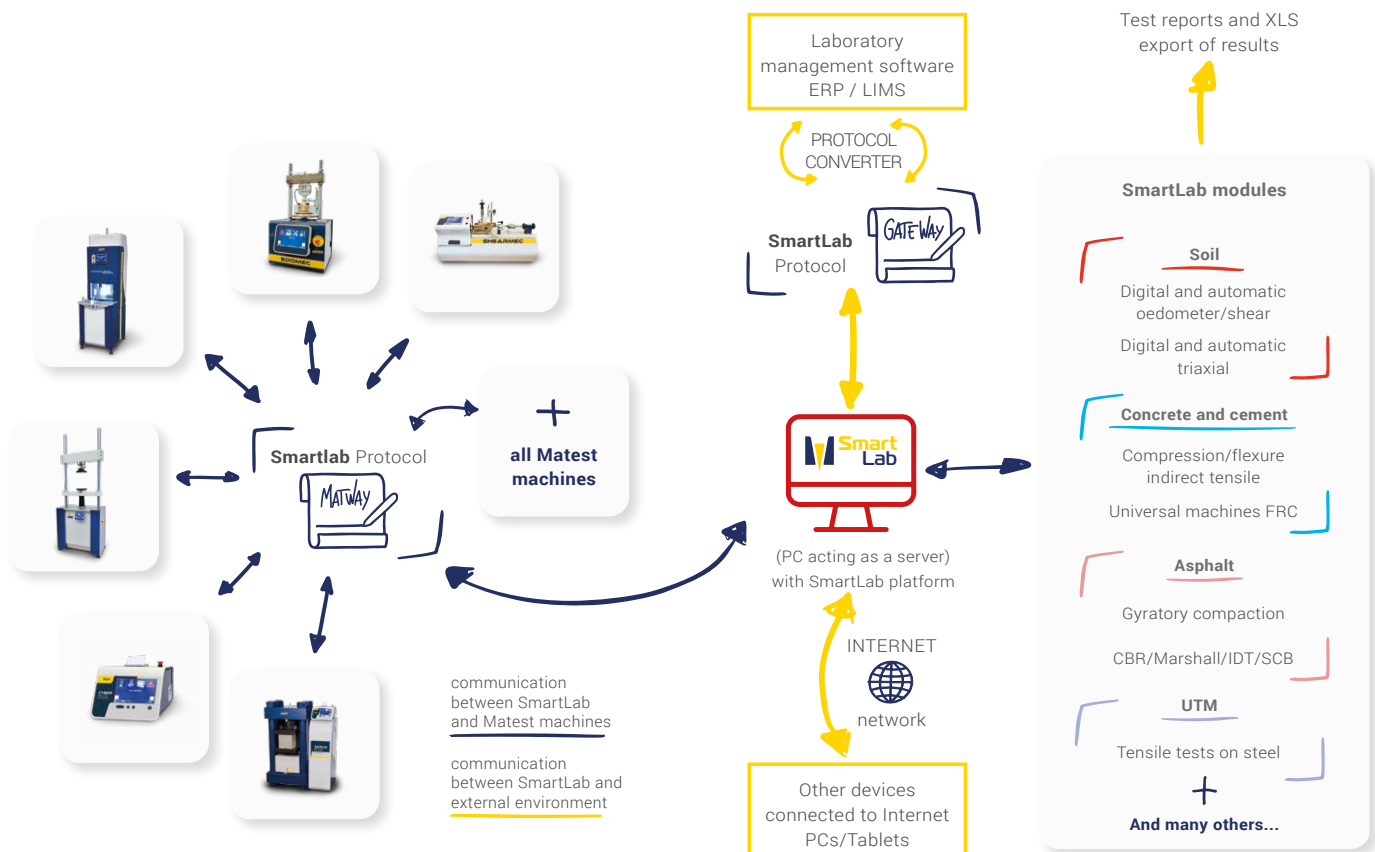 Laboratory
management software
ERP / LIMS
PROTOCOL
CONVERTER
SmartLab
Protocol
GATEWAY
Test reports and XLS
export of results
EDOMEC
SHEARMEC
Smartlab Protocol
MATWAY
+
all Matest
machines
Smart
Lab
(PC acting as a server)
with SmartLab platform
INTERNET
network
Other devices
connected to Internet
PCs/Tablets
communication
between SmartLab
and Matest machines
communication
between SmartLab and
external environment
SmartLab modules
Soil
Digital and automatic
oedometer/shear
Digital and automatic
triaxial
Concrete and cement
Compression/flexure
indirect tensile
Universal machines FRC
Asphalt
Gyratory compaction
CBR/Marshall/IDT/SCB
UTM
Tensile tests on steel
+
And many others...